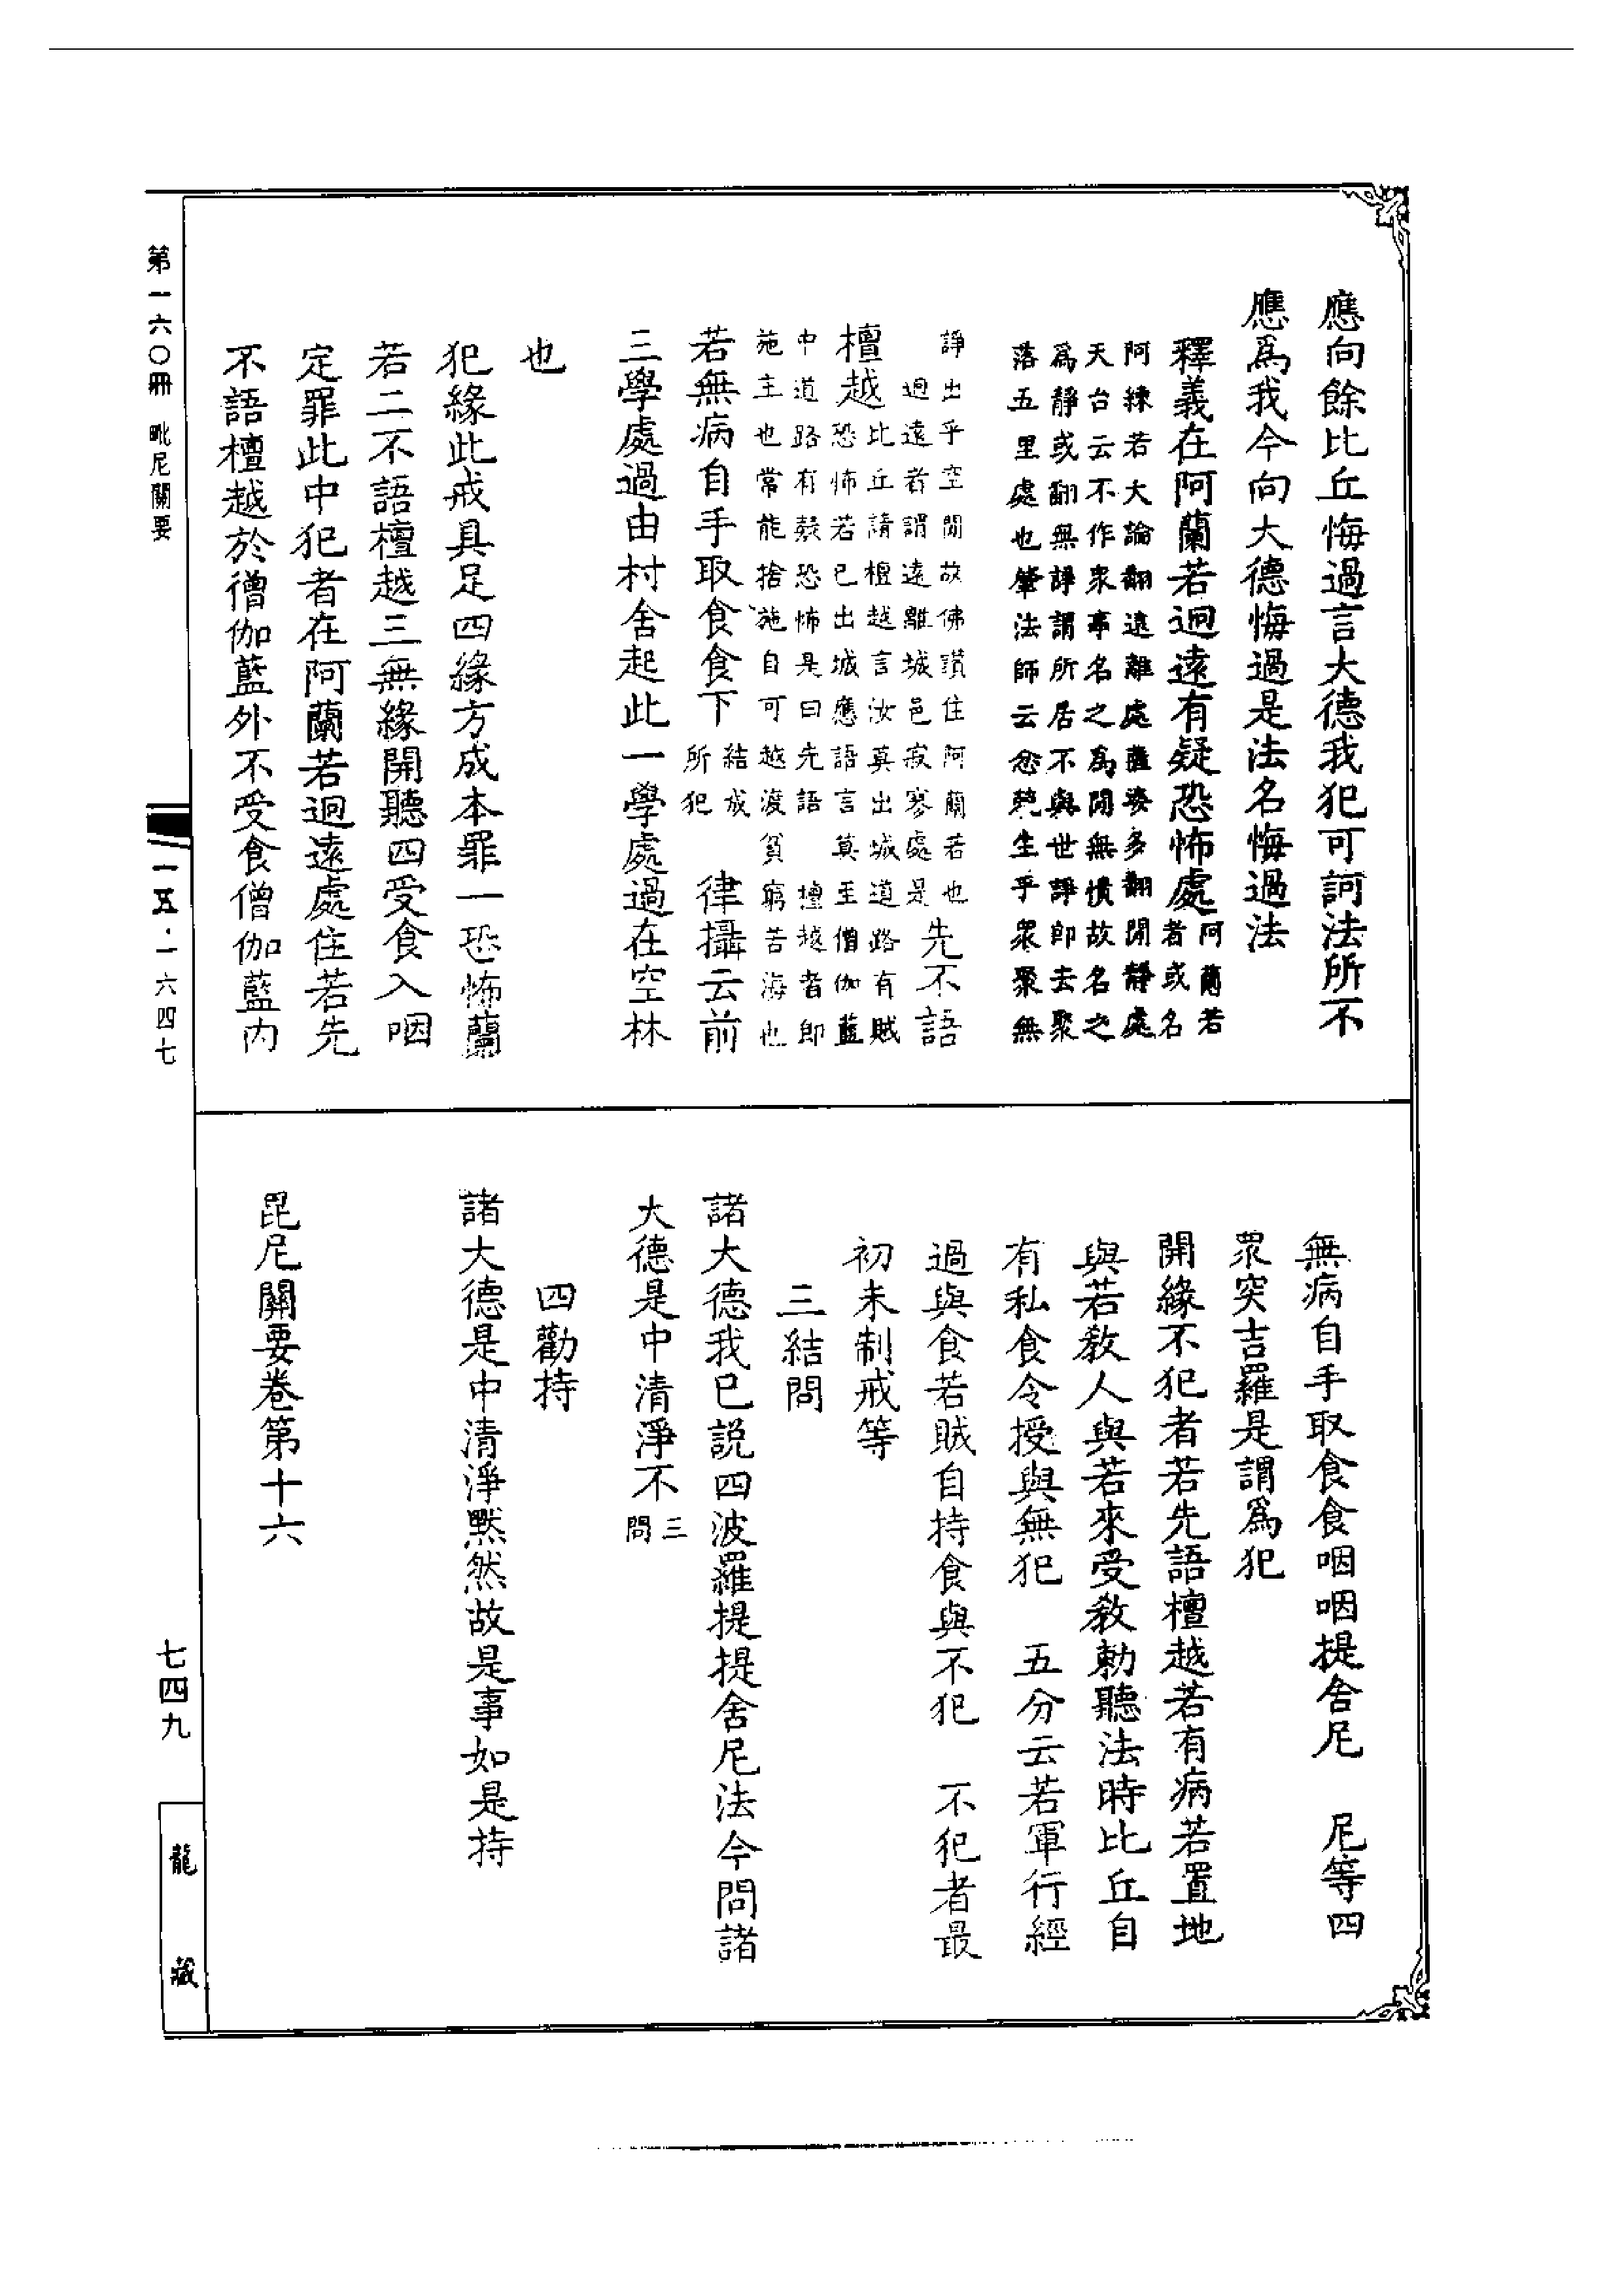 應向餘比丘悔過言大德我犯可訶法所不
應為我今向大德悔過是法名悔過法
釋義在阿蘭若迥遠有疑恐怖處
阿蘭若
者或名
阿練若大論翻遠離處薩婆多翻閒靜處
天台云不作眾事名之為閒無憒故名之
為靜或翻無諍謂所居不與世諍即去聚
落五里處也肇法師云忿競生乎眾聚無
諍出乎空閒故佛讚住阿蘭若也
迥遠者謂遠離城邑寂寥處是
先不語
檀越
比丘請檀越言汝莫出城道路有賊
恐怖若已出城應語言莫至僧伽藍
中道路有疑恐怖是曰先語 檀越者即
施主也常能捨施自可越渡貧窮苦海也
若無病自手取食食下
結成
所犯
律攝云前
三學處過由村舍起此一學處過在空林
也
犯緣此戒具足四緣方成本罪一恐怖蘭
若二不語檀越三無緣開聽四受食入咽
定罪此中犯者在阿蘭若迥遠處住若先
不語檀越於僧伽藍外不受食僧伽藍內
無病自手取食食咽咽提舍尼 尼等四
眾突吉羅是謂為犯
開緣不犯者若先語檀越若有病若置地
與若教人與若來受教勅聽法時比丘自
有私食令授與無犯 五分云若軍行經
過與食若賊自持食與不犯 不犯者最
初未制戒等
三結問
諸大德我已説四波羅提提舍尼法今問諸
大德是中清淨不
三
問
四勸持
諸大德是中清淨默然故是事如是持
毘尼關要卷第十六
第一六〇冊 毗尼關要
一五·一六四七
七四九
龍藏